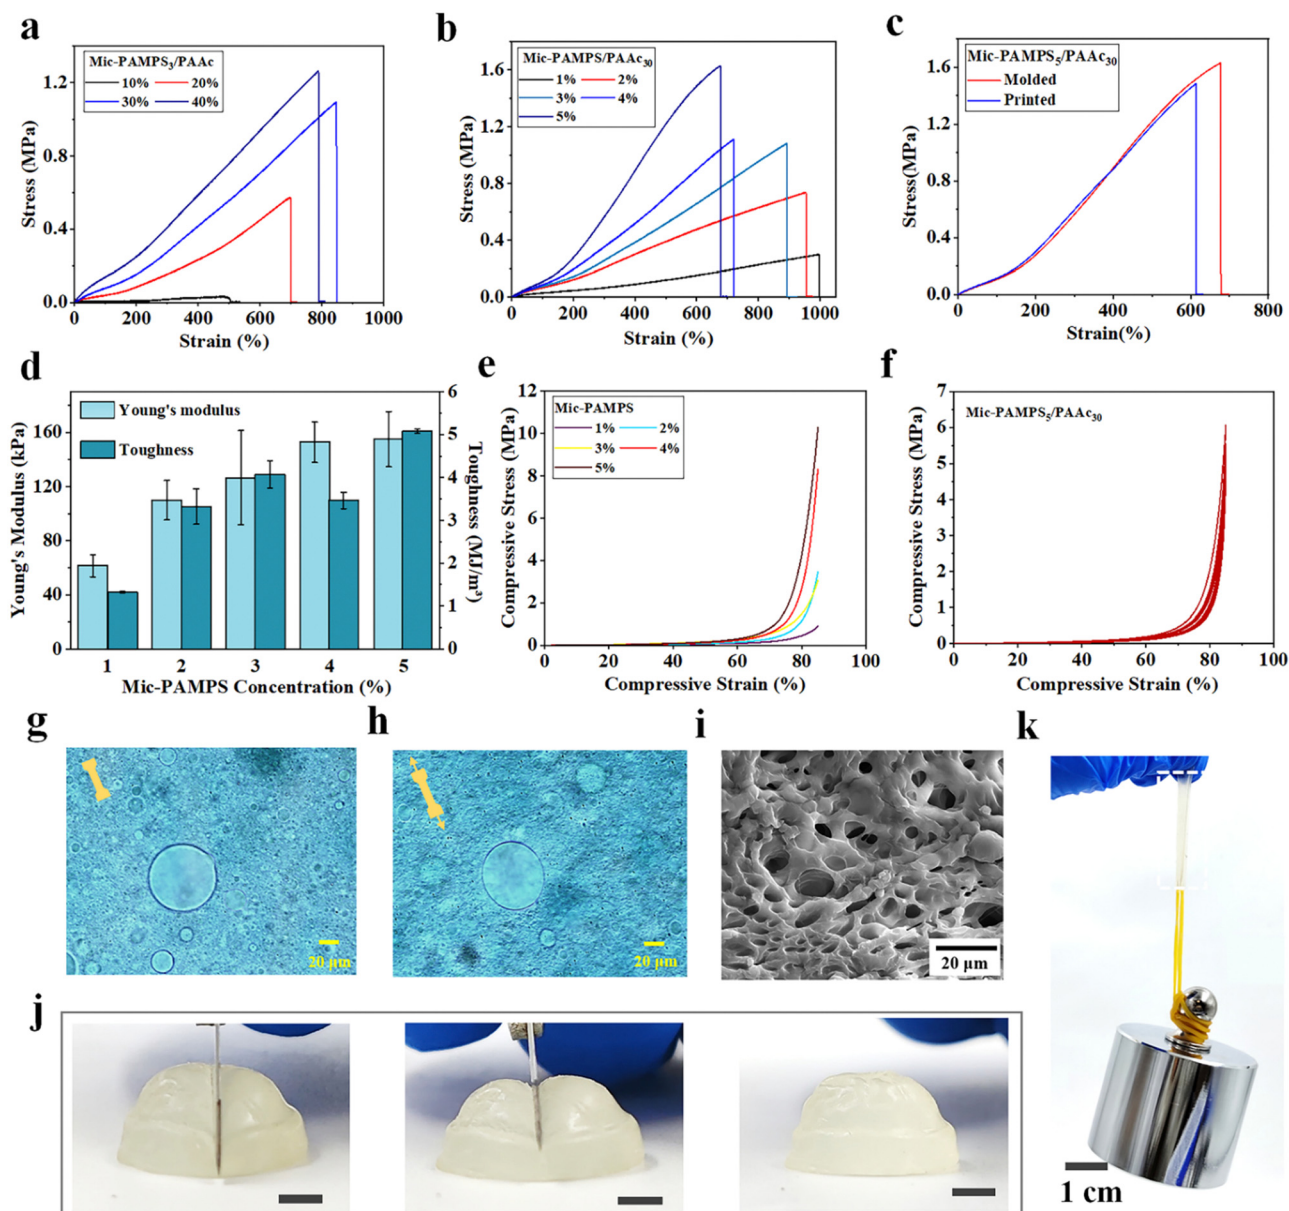 a
Mic-PAMPS₃/PAAc
10% 20%
30% 40%
Stress (MPa)
1.2
0.8
0.4
0.0
0 200 400 600 800 1000
Strain (%)
b
Mic-PAMPS/PAAc₃₀
1% 2%
3% 4%
5%
Stress (MPa)
1.6
1.2
0.8
0.4
0.0
0 200 400 600 800 1000
Strain (%)
c
Mic-PAMPS₅/PAAc₃₀
Molded
Printed
Stress(MPa)
1.6
1.2
0.8
0.4
0.0
0 200 400 600 800
Strain(%)
d
Young's modulus
Toughness
Young's Modulus (kPa)
160
120
80
40
0
Toughness (MJ/m³)
6
5
4
3
2
1
0
1 2 3 4 5
Mic-PAMPS Concentration (%)
e
Mic-PAMPS
1% 2%
3% 4%
5%
Compressive Stress (MPa)
12
10
8
6
4
2
0
0 20 40 60 80 100
Compressive Strain (%)
f
Mic-PAMPS₅/PAAc₃₀
Compressive Stress (MPa)
7
6
5
4
3
2
1
0
0 20 40 60 80 100
Compressive Strain (%)
g
20 μm
h
20 μm
i
20 μm
k
1 cm
j